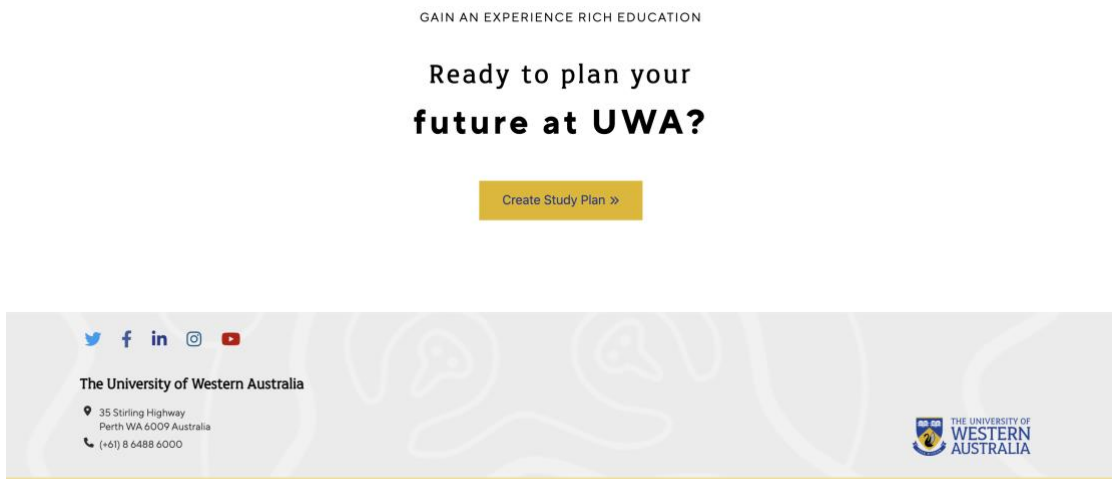 GAIN AN EXPERIENCE RICH EDUCATION
Ready to plan your
future at UWA?
Create Study Plan »
The University of Western Australia
35 Stirling Highway
Perth WA 6009 Australia
(+61) 8 6488 6000
THE UNIVERSITY OF
WESTERN
AUSTRALIA